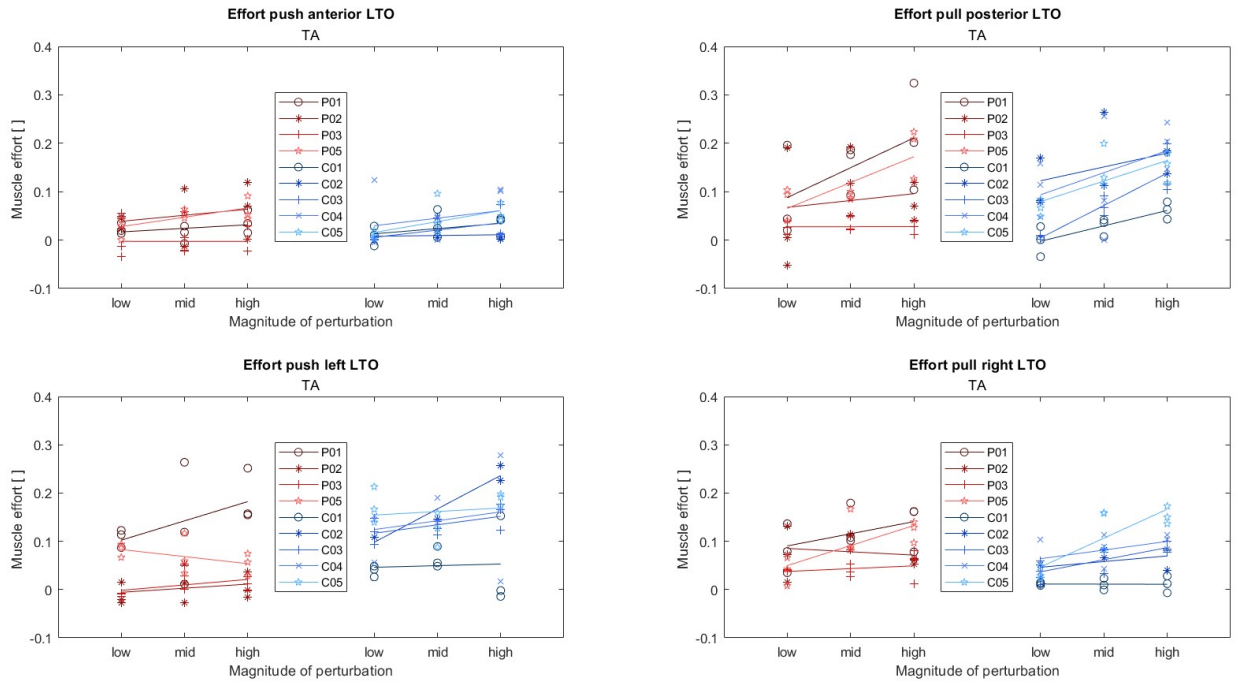 Effort push anterior LTO
TA
0.4
0.3
0.2
0.1
0
-0.1
Muscle effort [ ]
P01
P02
P03
P05
C01
C02
C03
C04
C05
low mid high low mid high
Magnitude of perturbation
Effort pull posterior LTO
TA
0.4
0.3
0.2
0.1
0
-0.1
Muscle effort [ ]
P01
P02
P03
P05
C01
C02
C03
C04
C05
low mid high low mid high
Magnitude of perturbation
Effort push left LTO
TA
0.4
0.3
0.2
0.1
0
-0.1
Muscle effort [ ]
P01
P02
P03
P05
C01
C02
C03
C04
C05
low mid high low mid high
Magnitude of perturbation
Effort pull right LTO
TA
0.4
0.3
0.2
0.1
0
-0.1
Muscle effort [ ]
P01
P02
P03
P05
C01
C02
C03
C04
C05
low mid high low mid high
Magnitude of perturbation